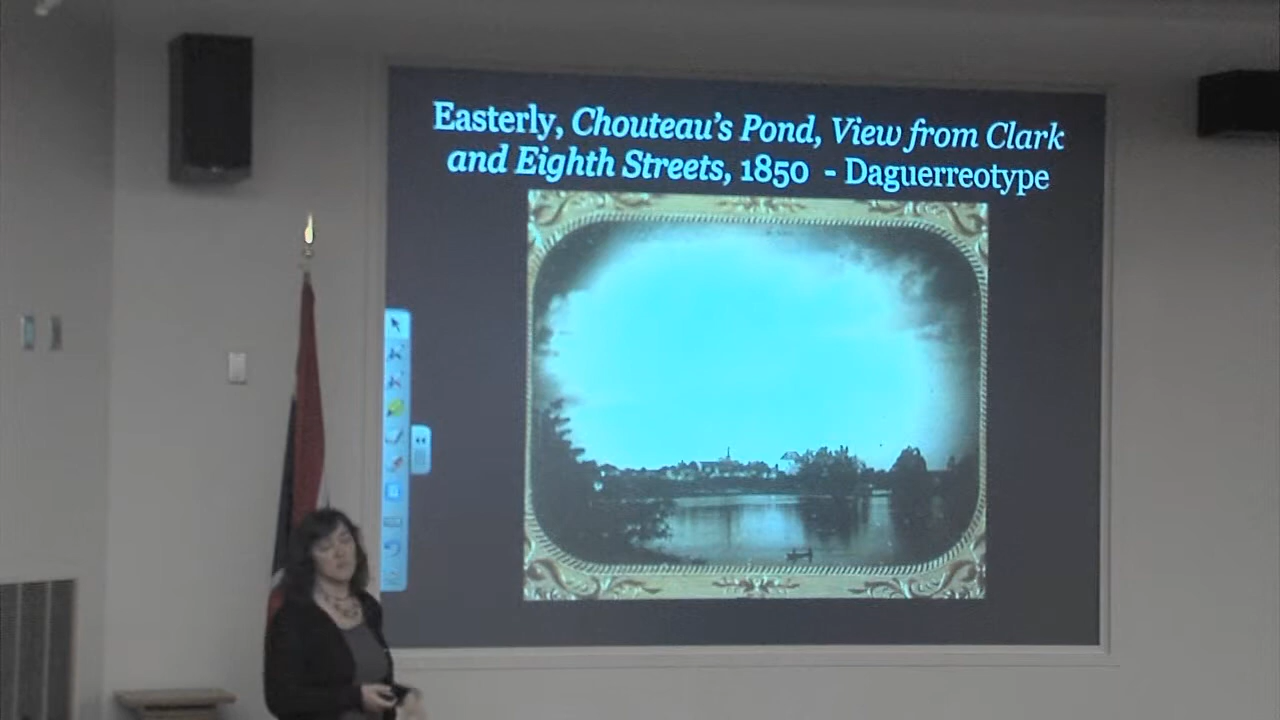 Easterly, Chouteau's Pond, View from Clark
and Eighth Streets, 1850 - Daguerreotype